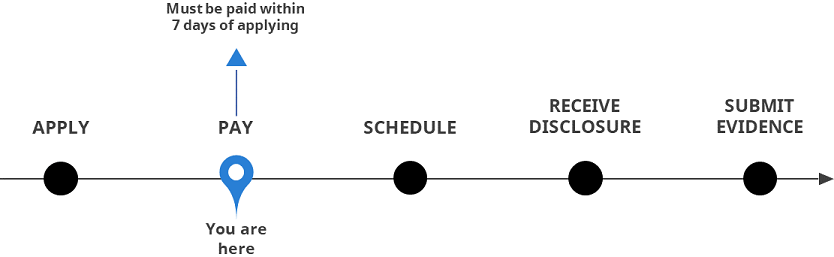 Must be paid within
7 days of applying
APPLY
PAY
SCHEDULE
RECEIVE
DISCLOSURE
SUBMIT
EVIDENCE
You are
here